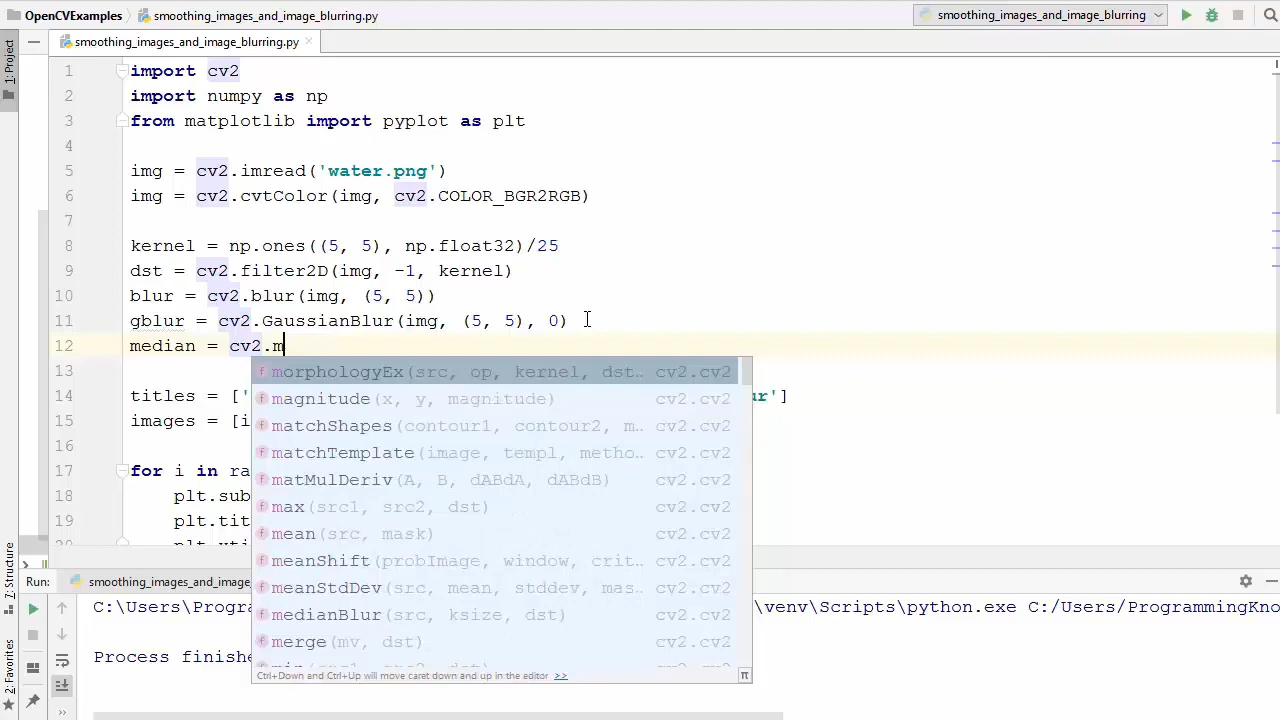 OpenCVExamples smoothing_images_and_image_blurring.py smoothing_images_and_image_blurring
smoothing_images_and_image_blurring.py
1: Project
1 import cv2
2 import numpy as np
3 from matplotlib import pyplot as plt
4
5 img = cv2.imread('water.png')
6 img = cv2.cvtColor(img, cv2.COLOR_BGR2RGB)
7
8 kernel = np.ones((5, 5), np.float32)/25
9 dst = cv2.filter2D(img, -1, kernel)
10 blur = cv2.blur(img, (5, 5))
11 gblur = cv2.GaussianBlur(img, (5, 5), 0)
12 median = cv2.m
13
14 titles = [' ur']
15 images = [i
16
17 for i in ra
18 plt.sub
19 plt.tit
morphologyEx(src, op, kernel, dst… cv2.cv2
magnitude(x, y, magnitude) cv2.cv2
matchShapes(contour1, contour2, m… cv2.cv2
matchTemplate(image, templ, metho… cv2.cv2
matMulDeriv(A, B, dABdA, dABdB) cv2.cv2
max(src1, src2, dst) cv2.cv2
mean(src, mask) cv2.cv2
meanShift(probImage, window, crit… cv2.cv2
meanStdDev(src, mean, stddev, mas… cv2.cv2
medianBlur(src, ksize, dst) cv2.cv2
merge(mv, dst) cv2.cv2
Ctrl+Down and Ctrl+Up will move caret down and up in the editor >> π
Z: Structure
2: Favorites
Run: smoothing_images_and_image_
C:\Users\Progra \venv\Scripts\python.exe C:/Users/ProgrammingKno
Process finishe